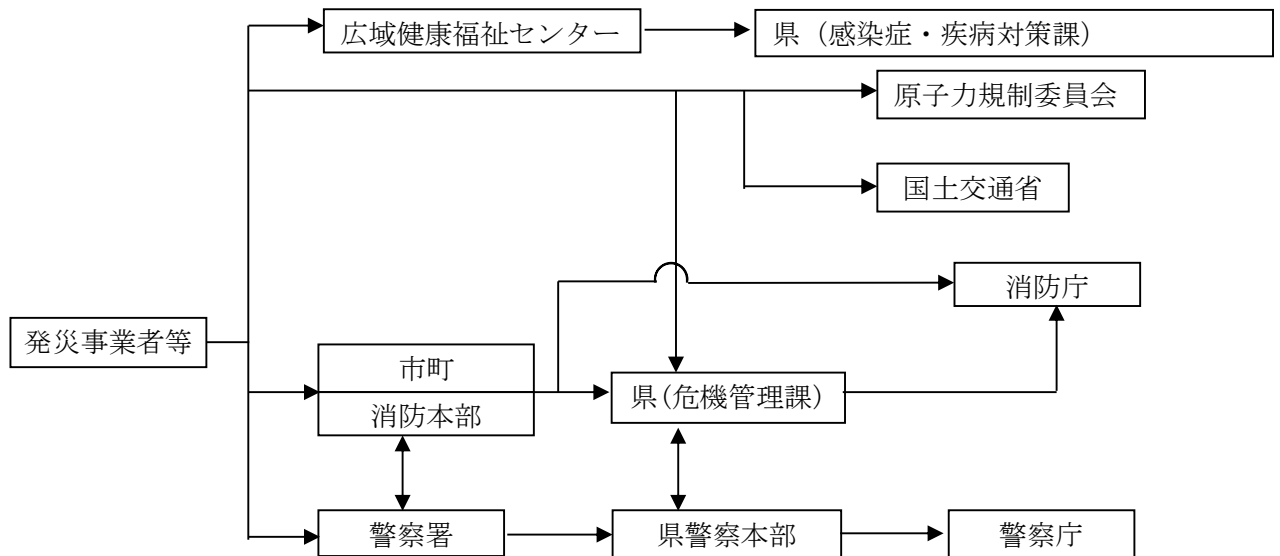 広域健康福祉センター
県（感染症・疾病対策課）
原子力規制委員会
国土交通省
消防庁
発災事業者等
市町
消防本部
県(危機管理課)
警察署
県警察本部
警察庁